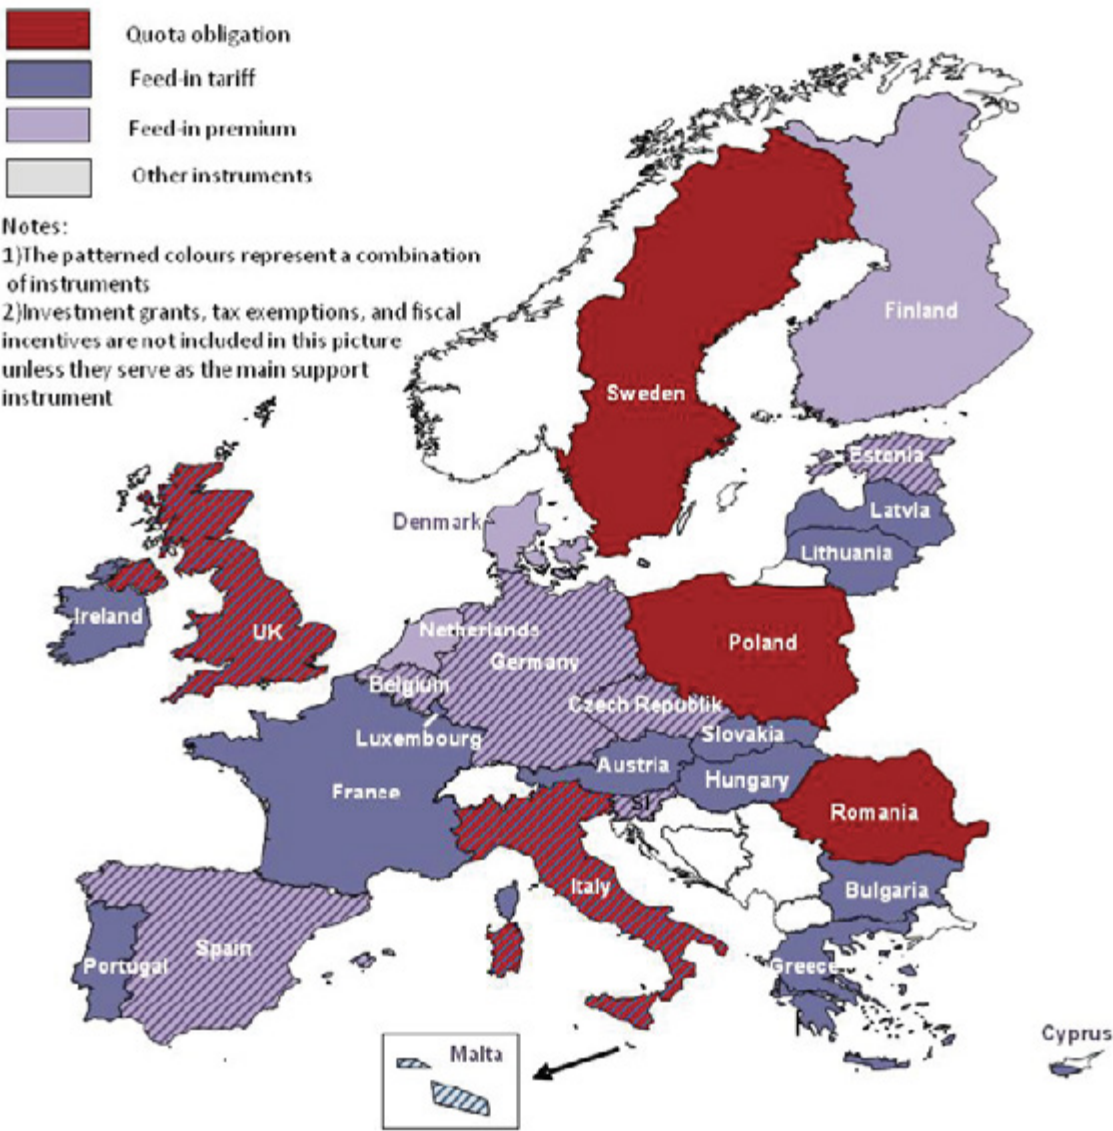 Quota obligation
Feed-in tariff
Feed-in premium
Other instruments
Notes:
1)The patterned colours represent a combination
of instruments
2)Investment grants, tax exemptions, and fiscal
incentives are not included in this picture
unless they serve as the main support
instrument
Finland
Sweden
Estonia
Latvia
Denmark
Lithuania
Ireland
UK
Netherlands
Poland
Germany
Belgium
Czech Republik
Slovakia
Luxembourg
Austria
Hungary
France
SI
Romania
Italy
Bulgaria
Spain
Portugal
Greece
Cyprus
Malta